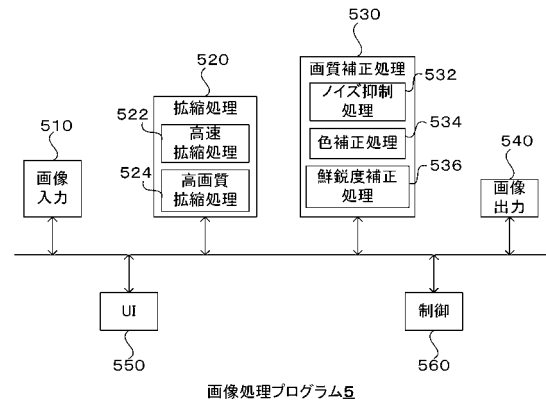 530
520
画質補正処理
532
ノイズ抑制
処理
510
拡縮処理
522
高速
拡縮処理
534
色補正処理
540
画像
入力
524
高画質
拡縮処理
536
鮮鋭度補正
処理
画像
出力
UI
制御
550
560
画像処理プログラム5